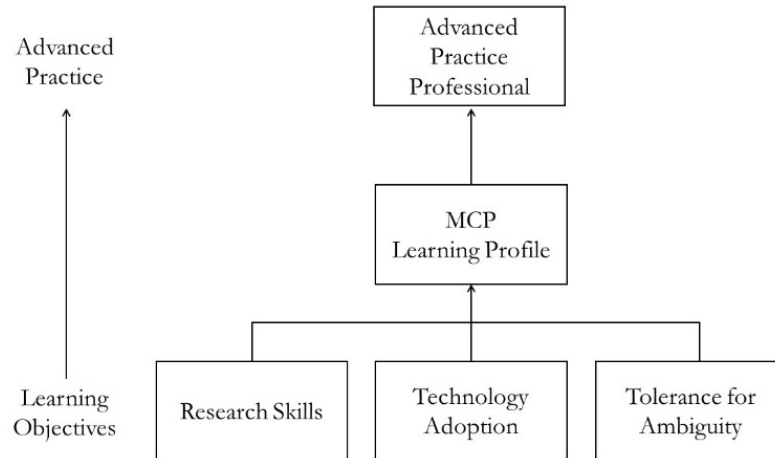 Advanced
Practice
Advanced
Practice
Professional
MCP
Learning Profile
Learning
Objectives
Research Skills
Technology
Adoption
Tolerance for
Ambiguity